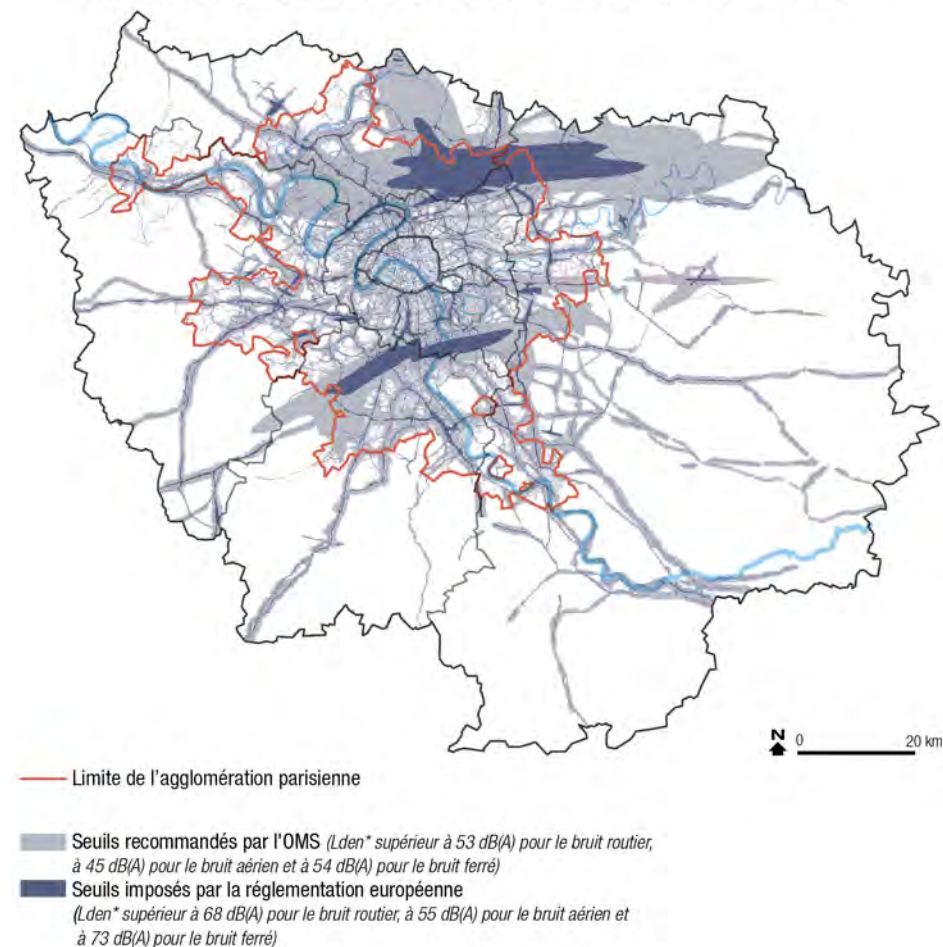 N 0 20 km
Limite de l'agglomération parisienne
Seuils recommandés par l'OMS (Lden* supérieur à 53 dB(A) pour le bruit routier,
à 45 dB(A) pour le bruit aérien et à 54 dB(A) pour le bruit ferré)
Seuils imposés par la réglementation européenne
(Lden* supérieur à 68 dB(A) pour le bruit routier, à 55 dB(A) pour le bruit aérien et
à 73 dB(A) pour le bruit ferré)